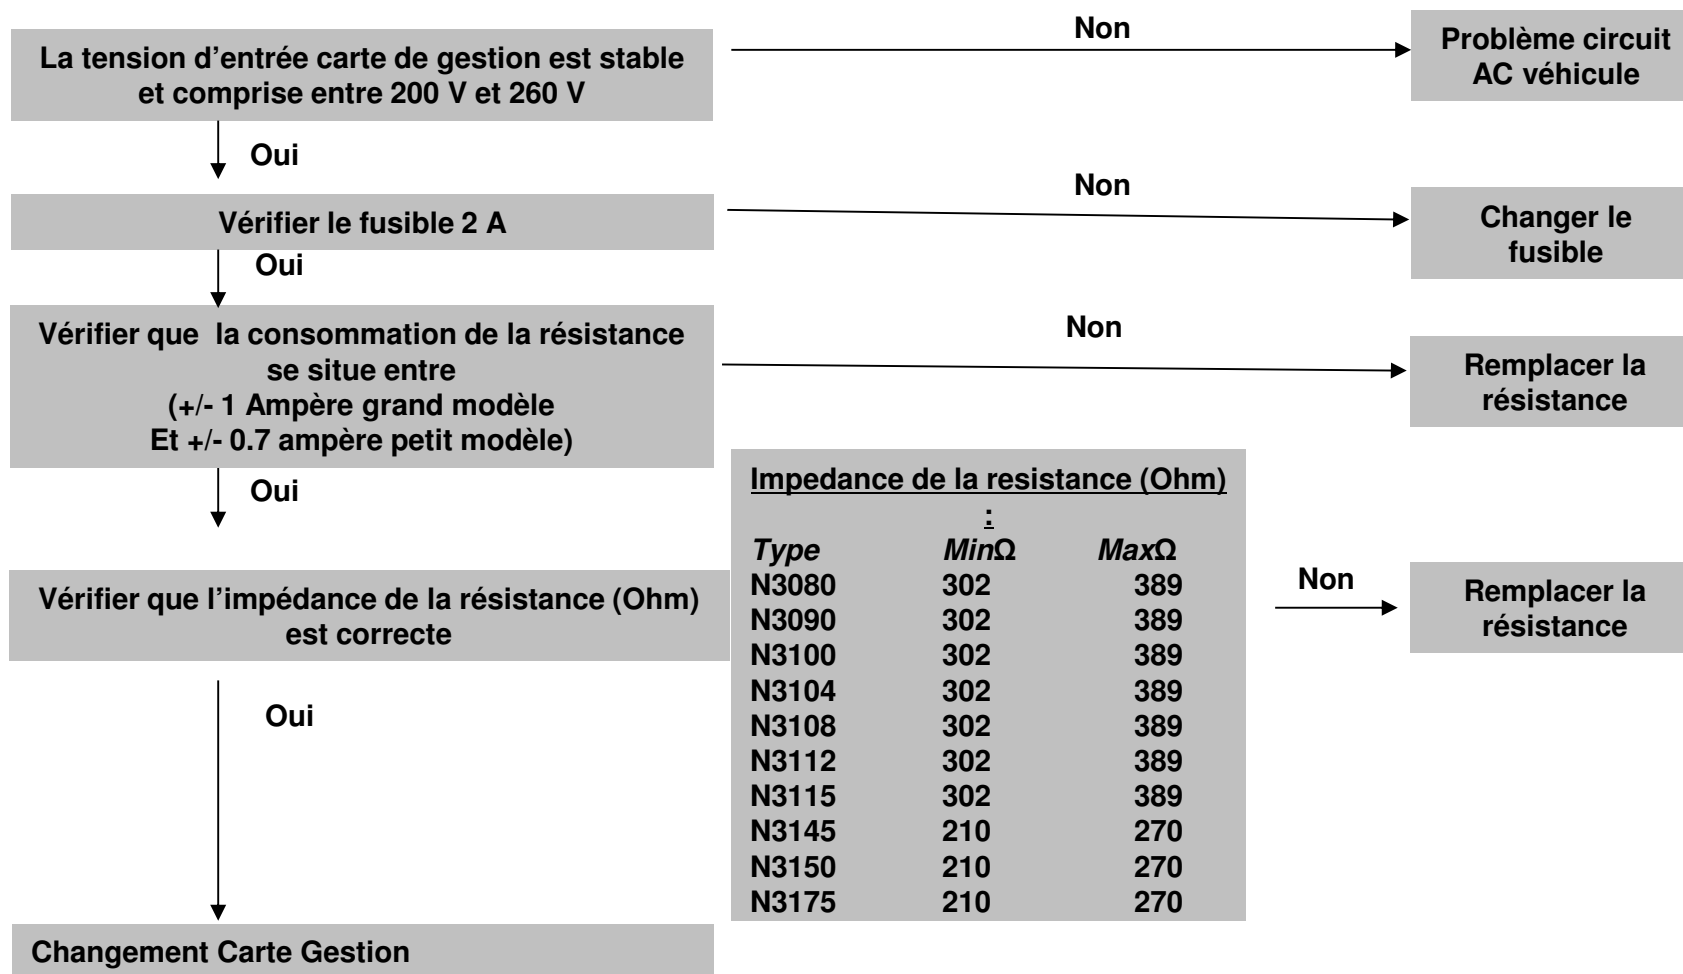 La tension d'entrée carte de gestion est stable
et comprise entre 200 V et 260 V
Non
Problème circuit
AC véhicule
Oui
Vérifier le fusible 2 A
Non
Changer le
fusible
Oui
Vérifier que la consommation de la résistance
se situe entre
(+/- 1 Ampère grand modèle
Et +/- 0.7 ampère petit modèle)
Non
Remplacer la
résistance
Oui
Vérifier que l'impédance de la résistance (Ohm)
est correcte
Impedance de la resistance (Ohm)
:
Type MinΩ MaxΩ
N3080 302 389
N3090 302 389
N3100 302 389
N3104 302 389
N3108 302 389
N3112 302 389
N3115 302 389
N3145 210 270
N3150 210 270
N3175 210 270
Non
Remplacer la
résistance
Oui
Changement Carte Gestion